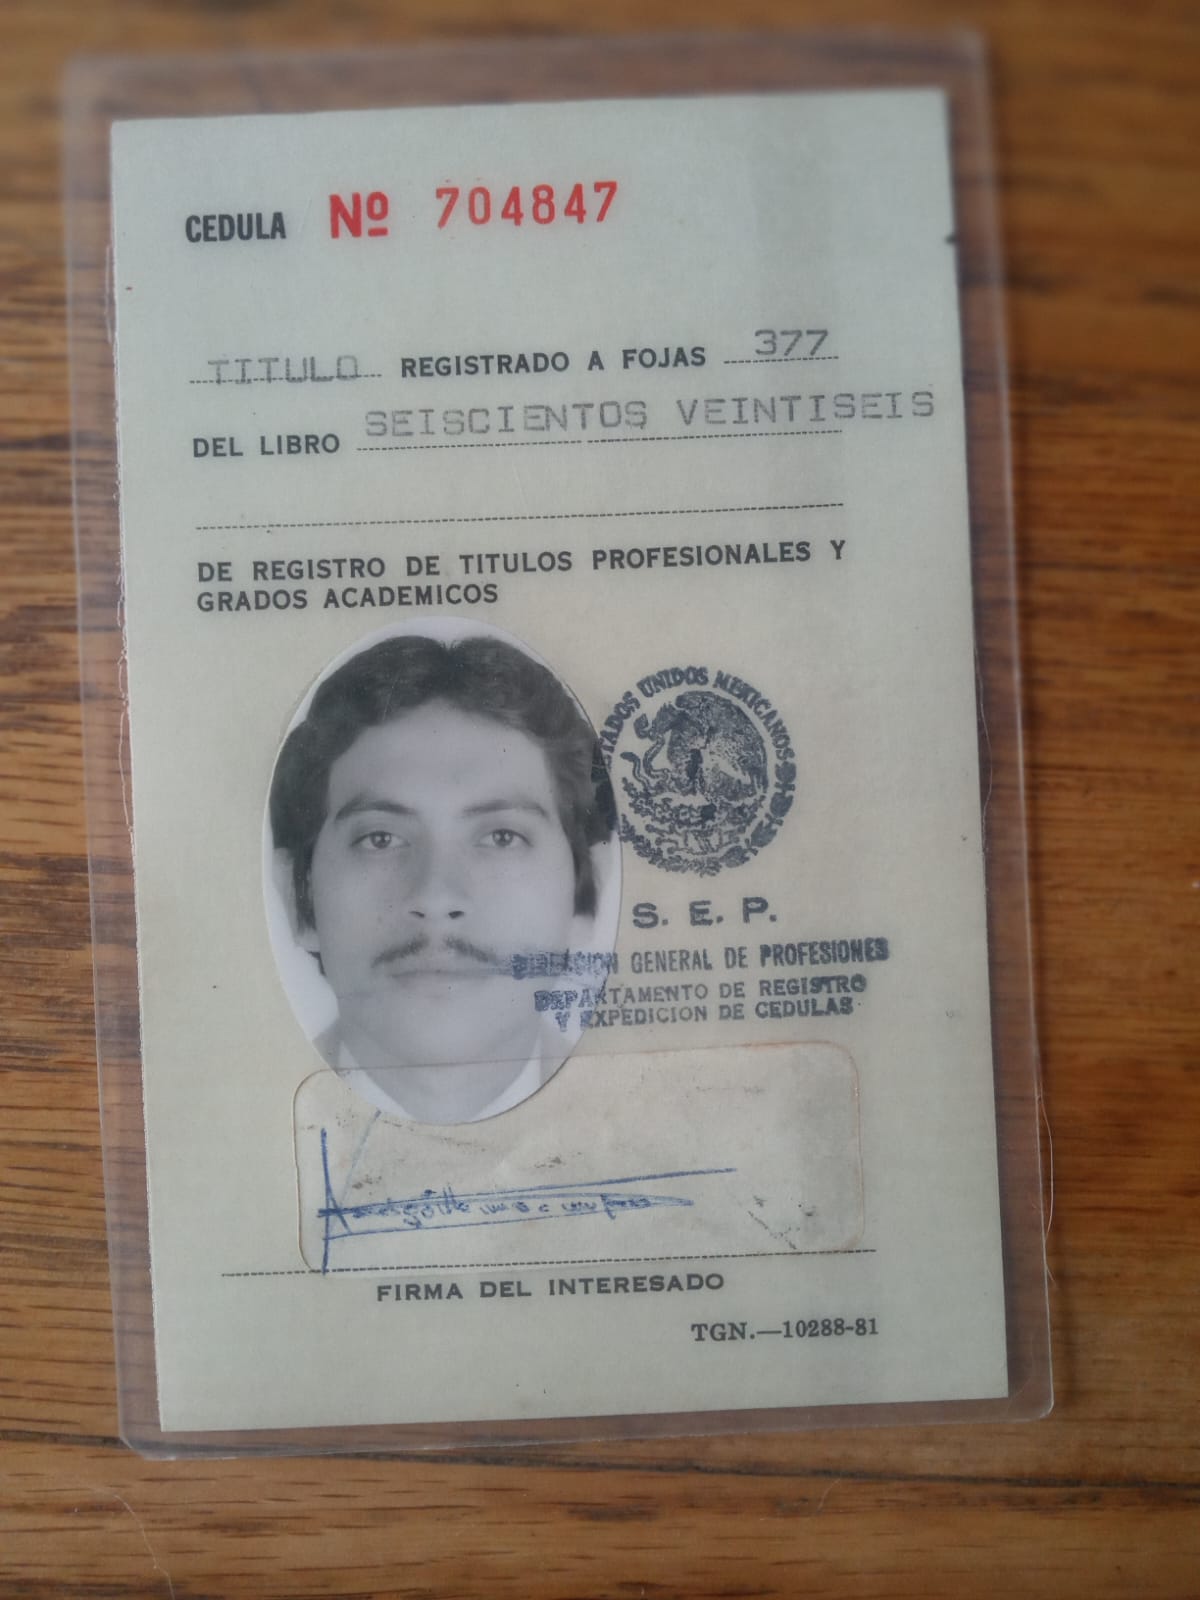 CEDULA Nº 704847
TITULO REGISTRADO A FOJAS 377
DEL LIBRO SEISCIENTOS VEINTISEIS
DE REGISTRO DE TITULOS PROFESIONALES Y
GRADOS ACADEMICOS
ESTADOS UNIDOS MEXICANOS
S. E. P.
DIRECCION GENERAL DE PROFESIONES
DEPARTAMENTO DE REGISTRO
Y EXPEDICION DE CEDULAS
FIRMA DEL INTERESADO
TGN.—10288-81